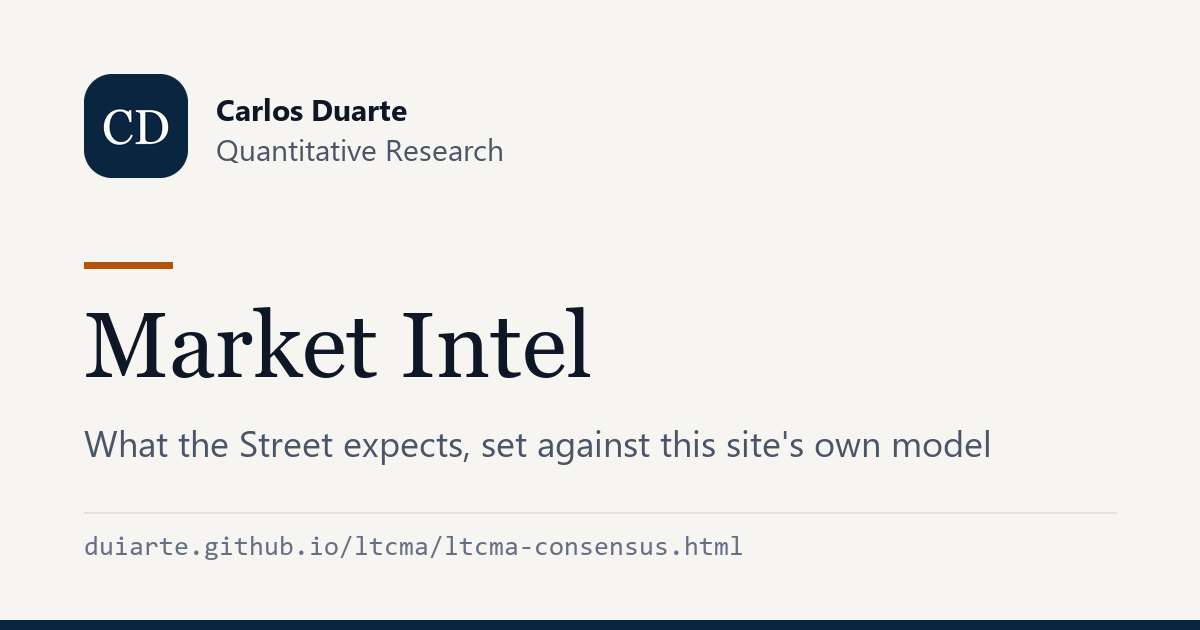 CD
Carlos Duarte
Quantitative Research
Market Intel
What the Street expects, set against this site's own model
duiarte.github.io/ltcma/ltcma-consensus.html